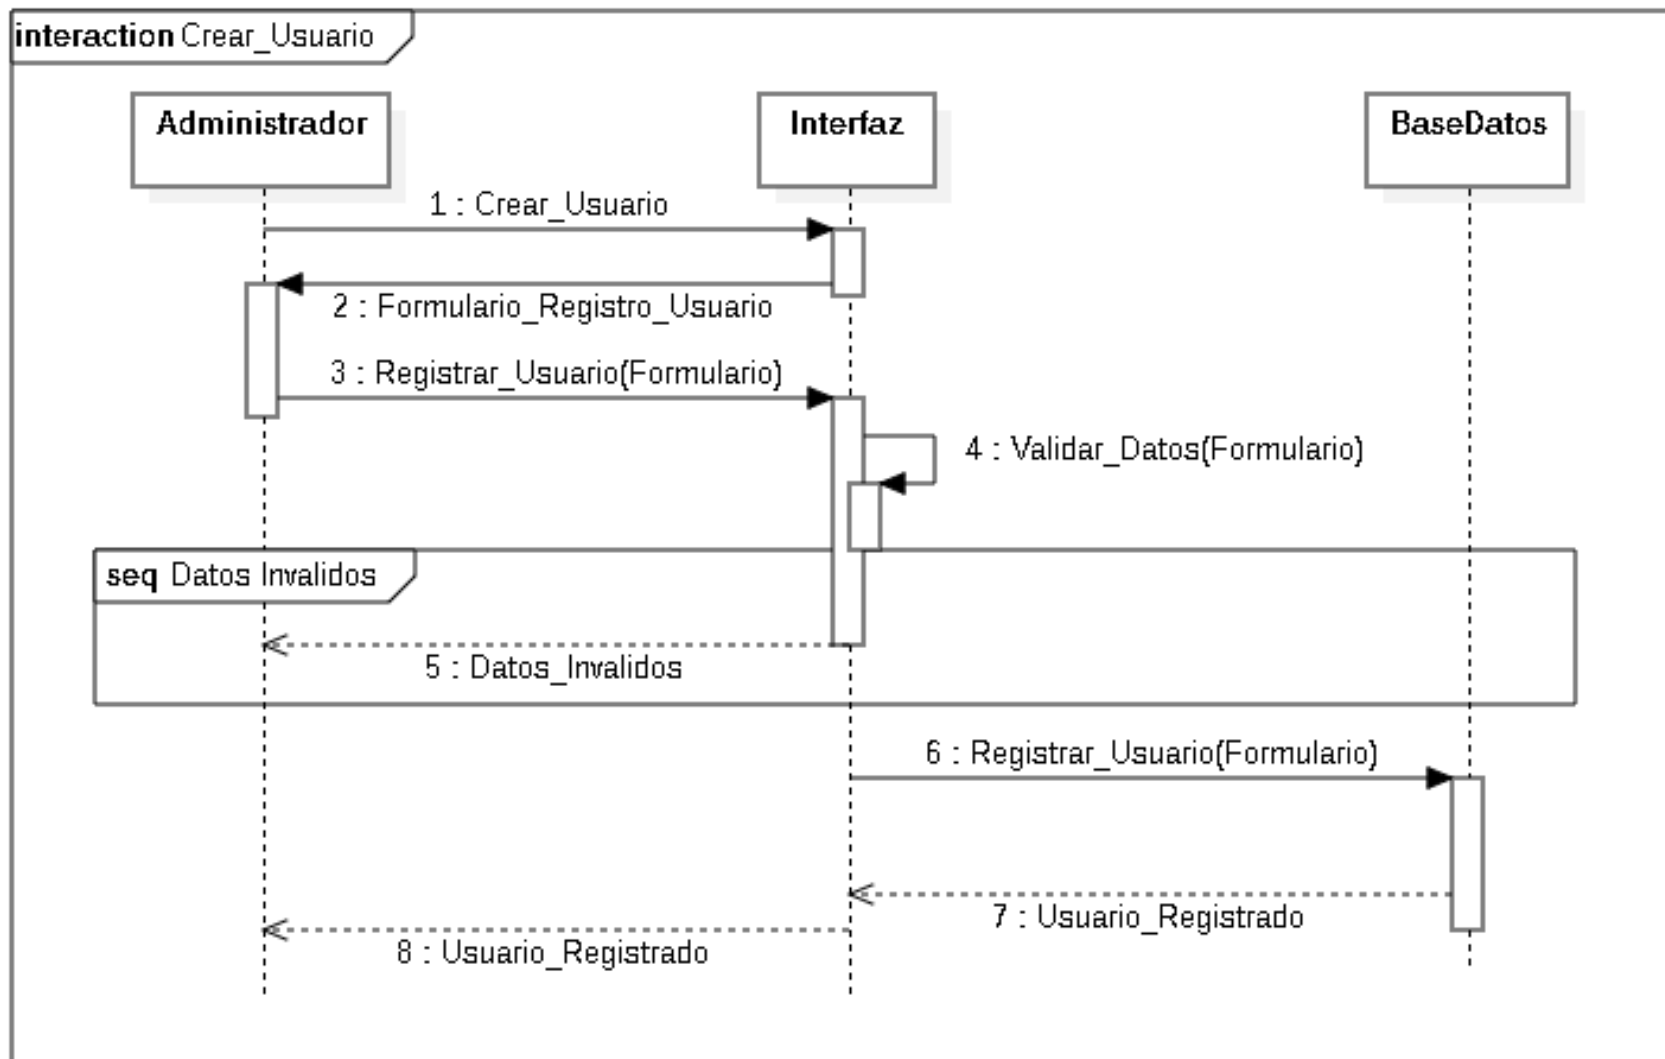 interaction Crear_Usuario
Administrador
Interfaz
BaseDatos
1 : Crear_Usuario
2 : Formulario_Registro_Usuario
3 : Registrar_Usuario(Formulario)
4 : Validar_Datos(Formulario)
seq Datos Invalidos
5 : Datos_Invalidos
6 : Registrar_Usuario(Formulario)
7 : Usuario_Registrado
8 : Usuario_Registrado